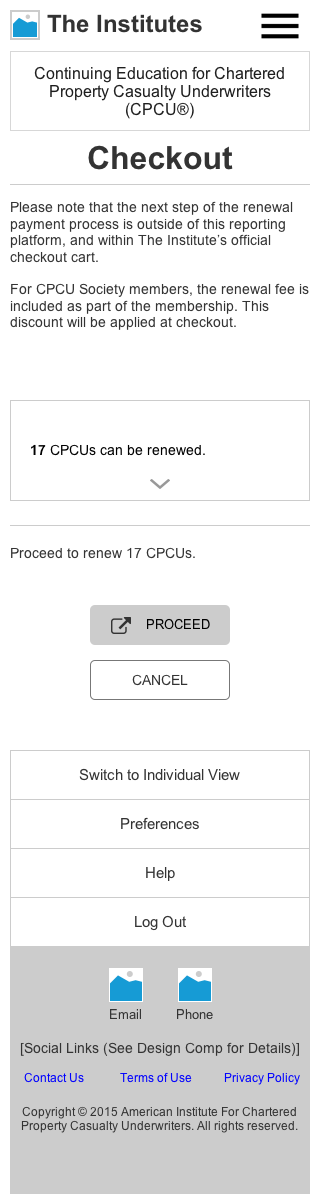 The Institutes
Continuing Education for Chartered
Property Casualty Underwriters
(CPCU®)
Checkout
Please note that the next step of the renewal
payment process is outside of this reporting
platform, and within The Institute's official
checkout cart.
For CPCU Society members, the renewal fee is
included as part of the membership. This
discount will be applied at checkout.
17 CPCUs can be renewed.
Proceed to renew 17 CPCUs.
PROCEED
CANCEL
Switch to Individual View
Preferences
Help
Log Out
Email Phone
[Social Links (See Design Comp for Details)]
Contact Us Terms of Use Privacy Policy
Copyright © 2015 American Institute For Chartered
Property Casualty Underwriters. All rights reserved.